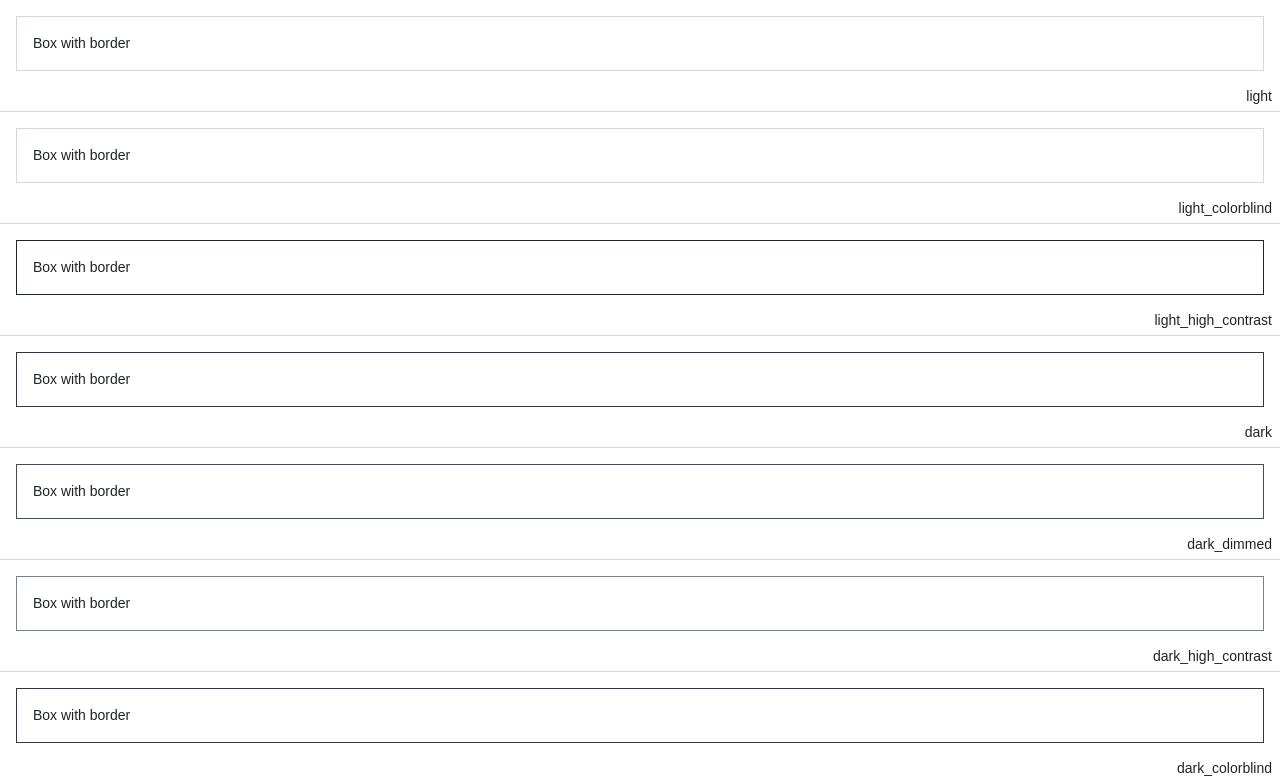 Box with border
light
Box with border
light_colorblind
Box with border
light_high_contrast
Box with border
dark
Box with border
dark_dimmed
Box with border
dark_high_contrast
Box with border
dark_colorblind